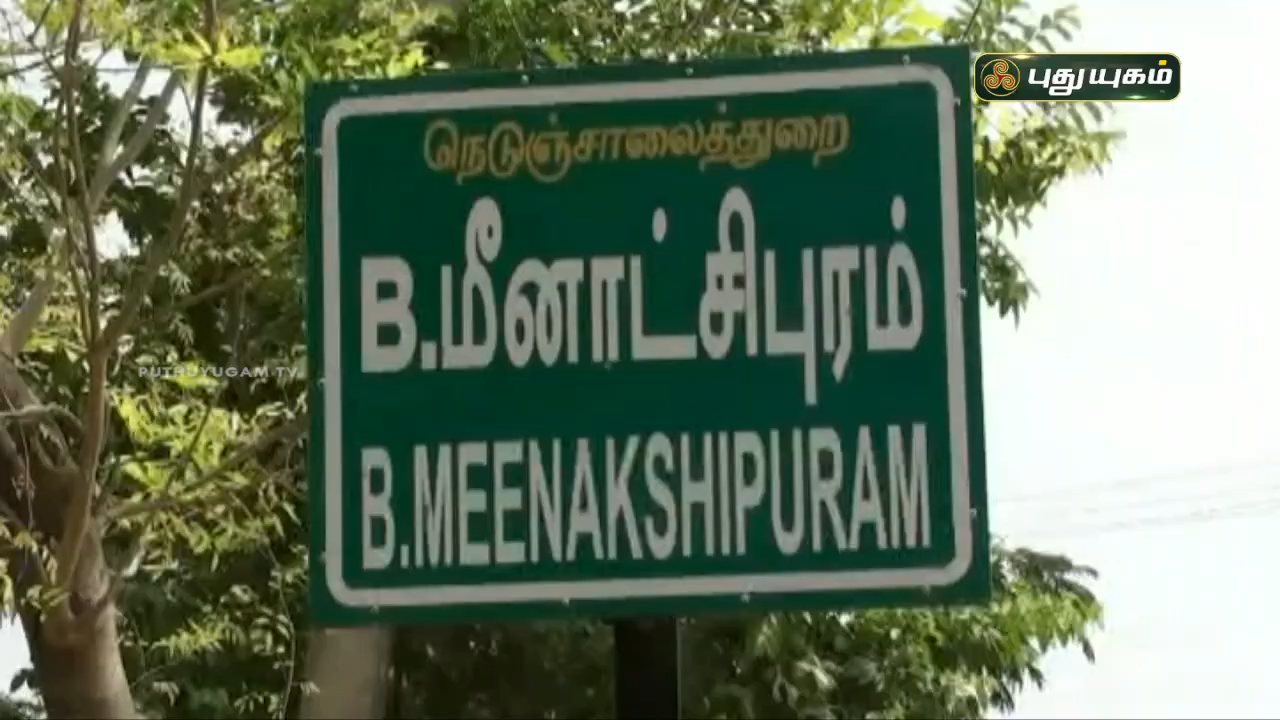 புதுயுகம்
நெடுஞ்சாலைத்துறை
B.மீனாட்சிபுரம்
PUTHUYUGAM TV
B.MEENAKSHIPURAM